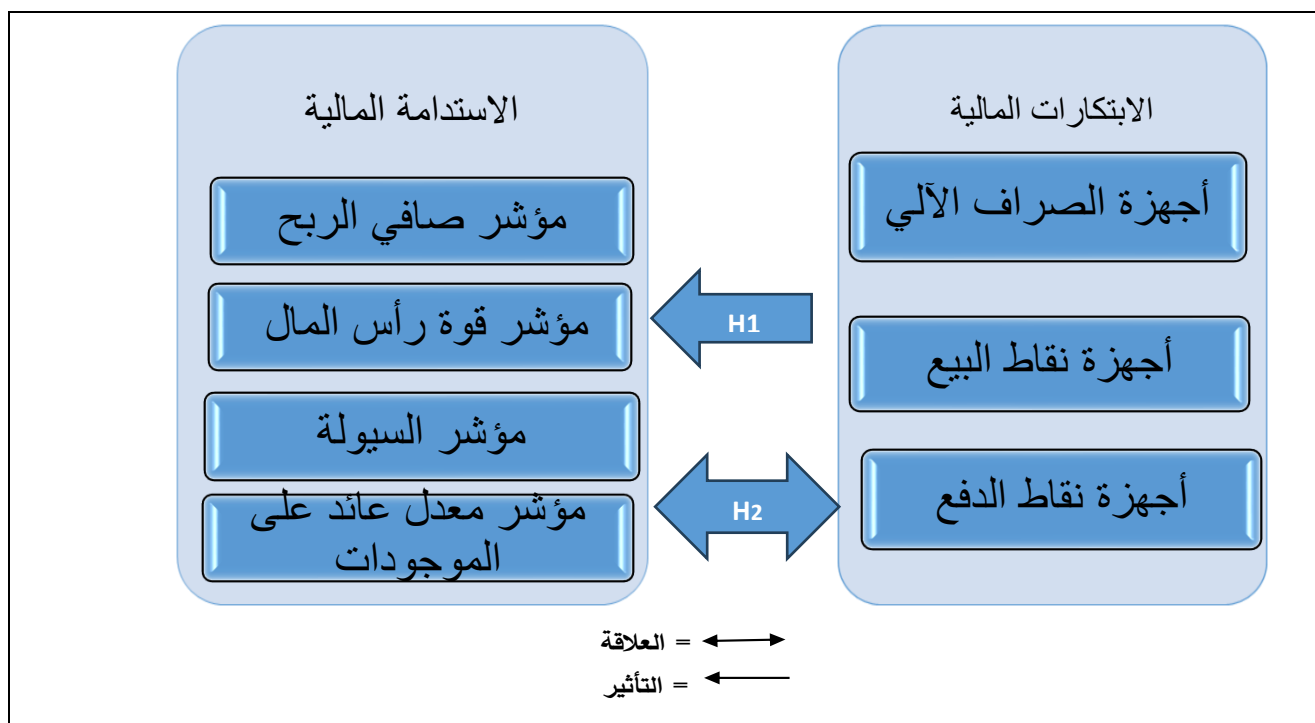 الابتكارات المالية
أجهزة الصراف الآلي
أجهزة نقاط البيع
أجهزة نقاط الدفع
H1
H2
الاستدامة المالية
مؤشر صافي الربح
مؤشر قوة رأس المال
مؤشر السيولة
مؤشر معدل عائد على
الموجودات
= العلاقة
= التأثير